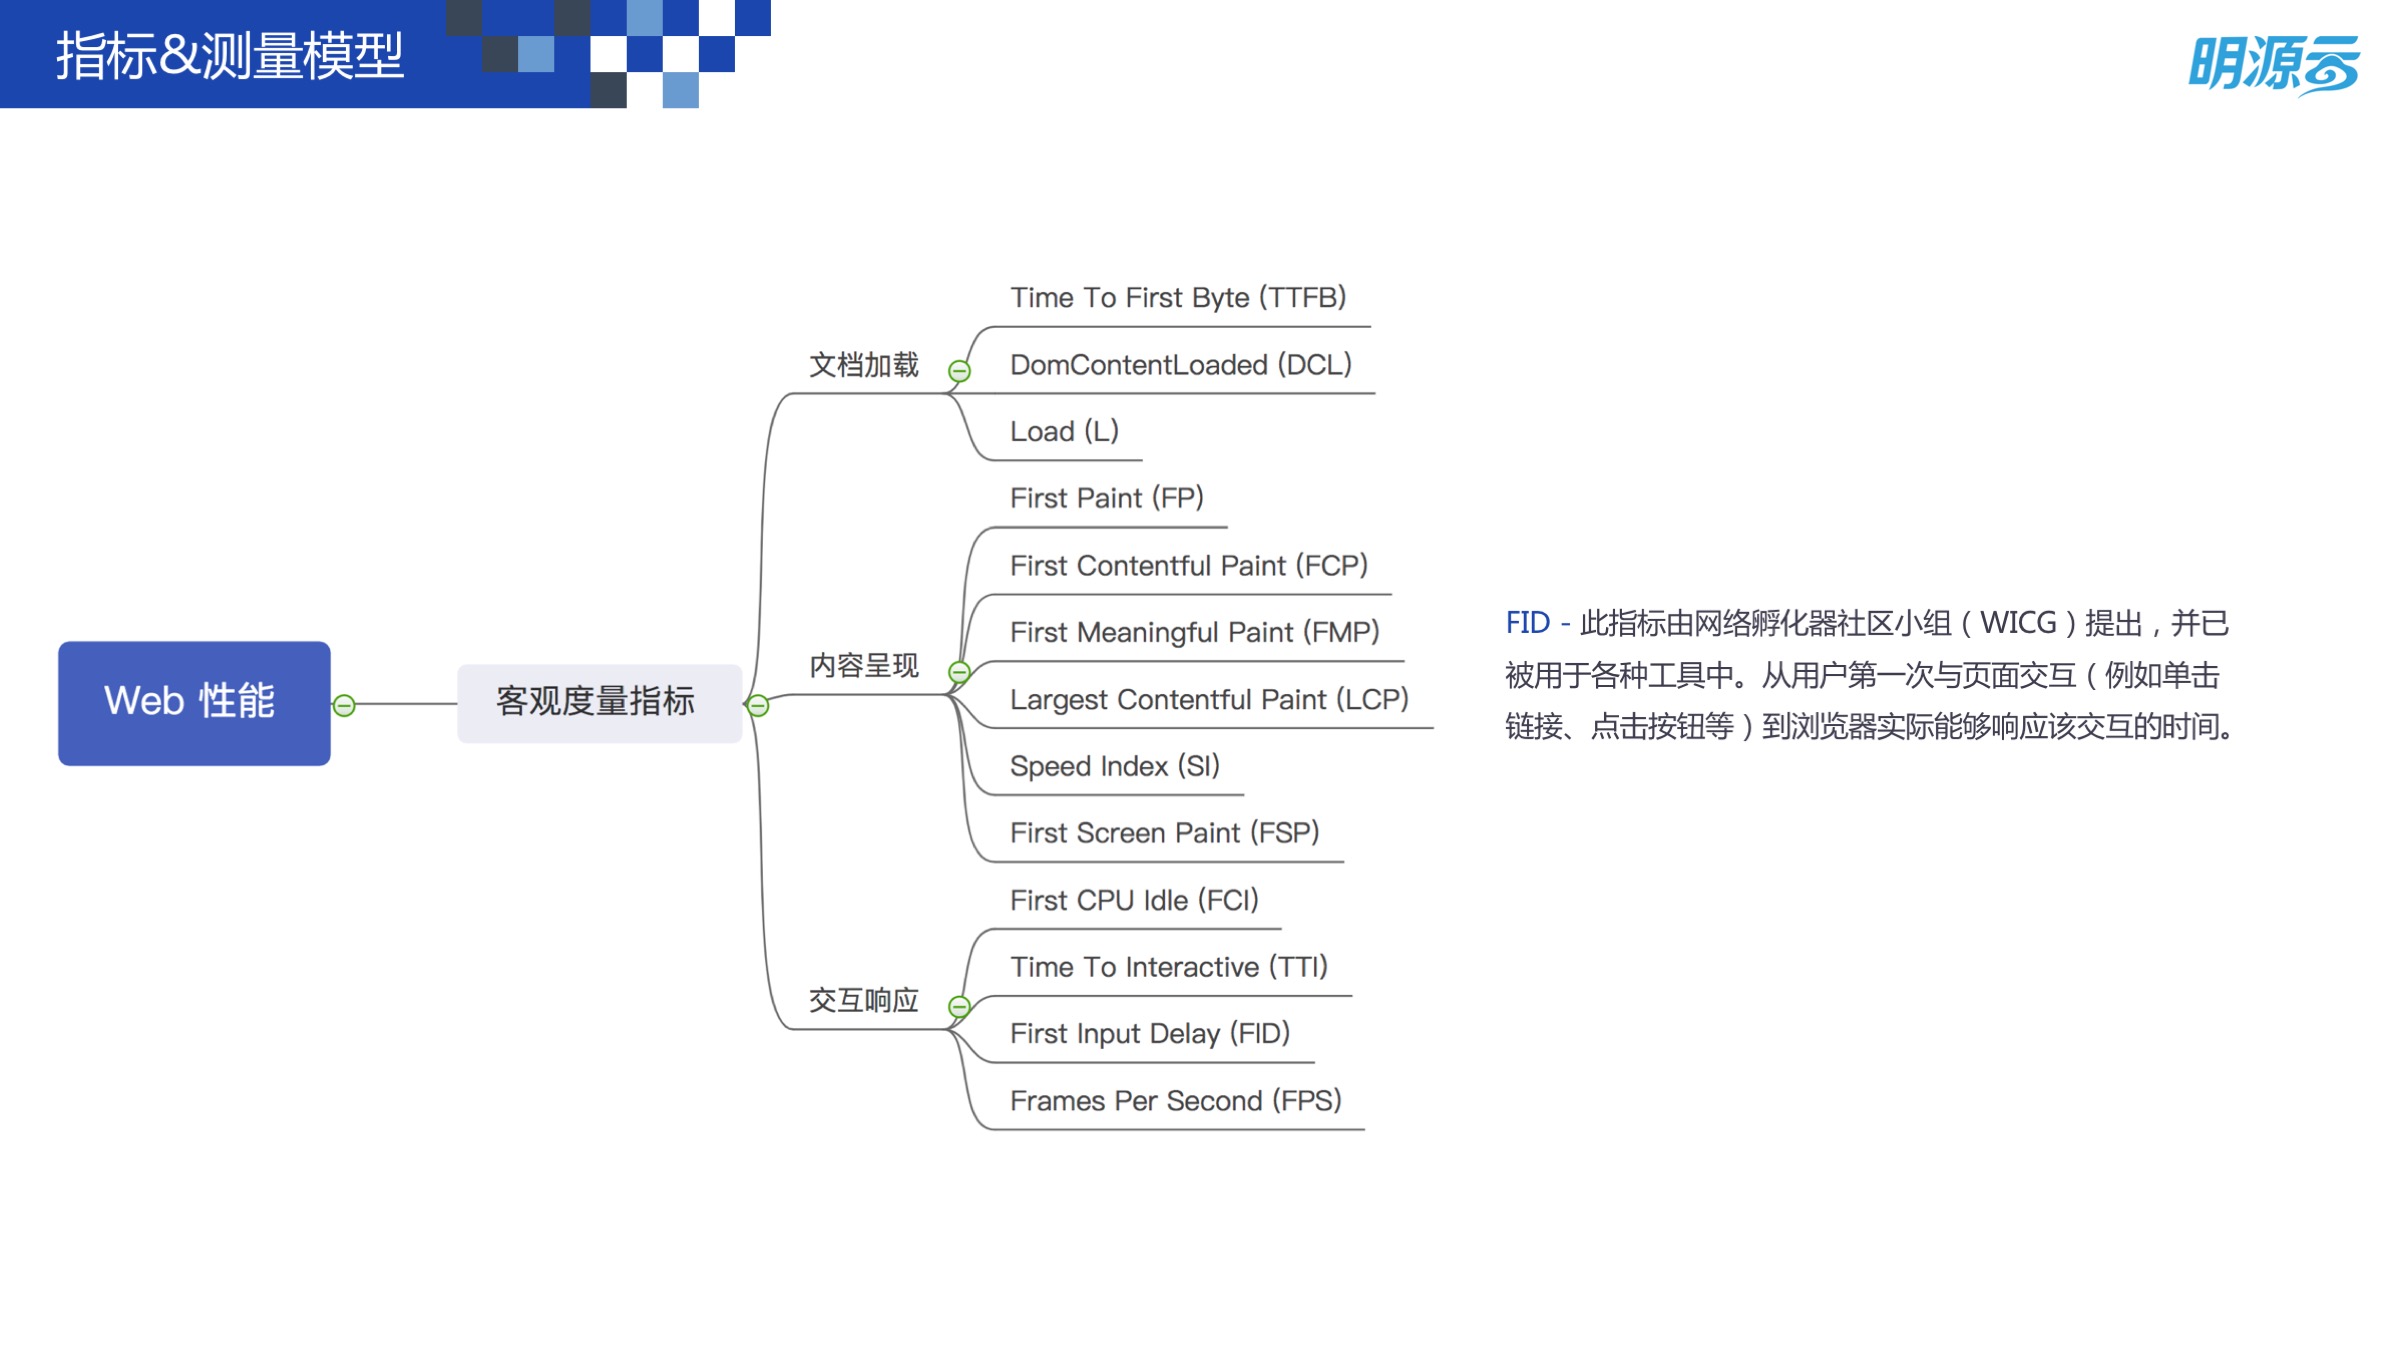 指标&测量模型
明源云
Time To First Byte (TTFB)
文档加载
DomContentLoaded (DCL)
Load (L)
First Paint (FP)
First Contentful Paint (FCP)
First Meaningful Paint (FMP)
内容呈现
Largest Contentful Paint (LCP)
Speed Index (SI)
First Screen Paint (FSP)
Web 性能
客观度量指标
First CPU Idle (FCI)
Time To Interactive (TTI)
交互响应
First Input Delay (FID)
Frames Per Second (FPS)
FID - 此指标由网络孵化器社区小组（WICG）提出，并已
被用于各种工具中。从用户第一次与页面交互（例如单击
链接、点击按钮等）到浏览器实际能够响应该交互的时间。